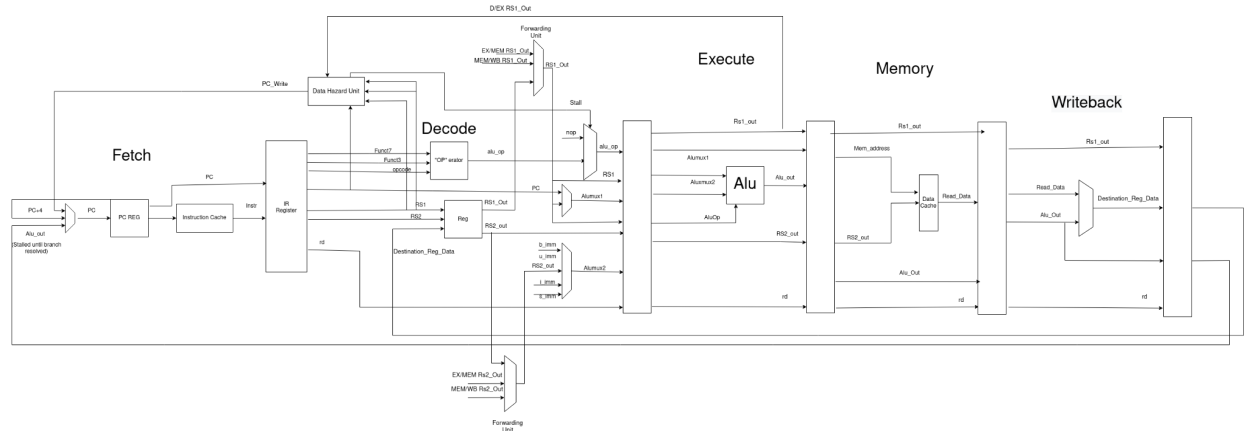 D/EX RS1_Out
Forwarding
Unit
EX/MEM RS1_Out
MEM/WB RS1_Out
RS1_Out
Execute
Memory
Writeback
PC_Write
Data Hazard Unit
Stall
Decode
Fetch
nop
alu_op
Rs1_out
Rs1_out
Rs1_out
Funct7
Funct3
opcode
"OP" erator
alu_op
Mem_address
Alumux1
Alu
Alu_out
PC
Instr
IR
Register
RS1
PC
Alumux1
Alusmux2
Read_Data
Data
Cache
Read_Data
Destination_Reg_Data
PC+4
PC
PC REG
Instruction Cache
RS1
RS2
Reg
RS1_Out
RS2_out
AluOp
Alu_Out
Alu_out
(Stalled until branch
resolved)
rd
Destination_Reg_Data
b_imm
u_imm
RS2_out
i_imm
s_imm
Alumux2
RS2_out
RS2_out
Alu_Out
rd
rd
rd
rd
EX/MEM Rs2_Out
MEM/WB Rs2_Out
Forwarding
Unit